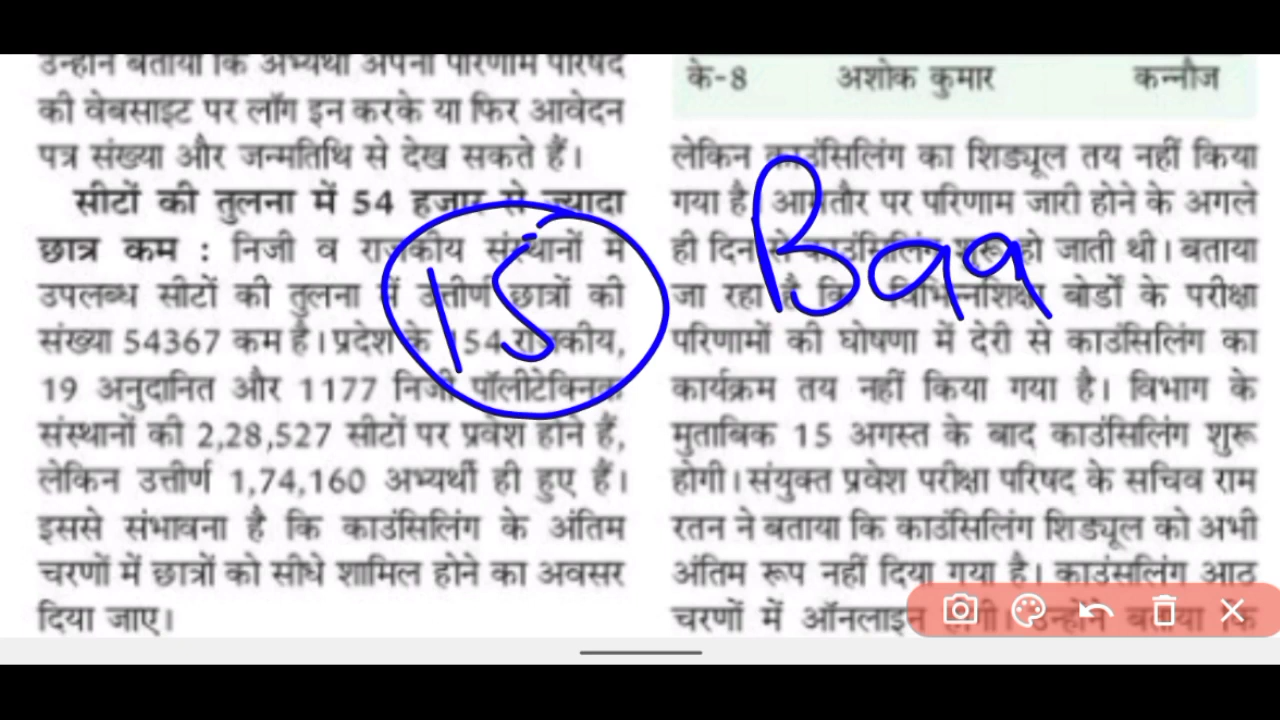 उन्होंने बताया कि अभ्यर्थी अपना परिणाम परिषद
की वेबसाइट पर लॉग इन करके या फिर आवेदन
पत्र संख्या और जन्मतिथि से देख सकते हैं।
सीटों की तुलना में 54 हजार से ज्यादा
छात्र कम : निजी व राजकीय संस्थानों में
उपलब्ध सीटों की तुलना में उत्तीर्ण छात्रों की
संख्या 54367 कम है। प्रदेश के 154 राजकीय,
19 अनुदानित और 1177 निजी पॉलीटेक्निक
संस्थानों की 2,28,527 सीटों पर प्रवेश होने हैं,
लेकिन उत्तीर्ण 1,74,160 अभ्यर्थी ही हुए हैं।
इससे संभावना है कि काउंसिलिंग के अंतिम
चरणों में छात्रों को सीधे शामिल होने का अवसर
दिया जाए।
15
के-8 अशोक कुमार कन्नौज
लेकिन काउंसिलिंग का शिड्यूल तय नहीं किया
गया है। आमतौर पर परिणाम जारी होने के अगले
ही दिन से काउंसिलिंग शुरू हो जाती थी। बताया
जा रहा है कि विभिन्न शिक्षा बोर्डों के परीक्षा
परिणामों की घोषणा में देरी से काउंसिलिंग का
कार्यक्रम तय नहीं किया गया है। विभाग के
मुताबिक 15 अगस्त के बाद काउंसिलिंग शुरू
होगी। संयुक्त प्रवेश परीक्षा परिषद के सचिव राम
रतन ने बताया कि काउंसिलिंग शिड्यूल को अभी
अंतिम रूप नहीं दिया गया है। काउंसलिंग आठ
चरणों में ऑनलाइन होगी। उन्होंने बताया कि
Baa